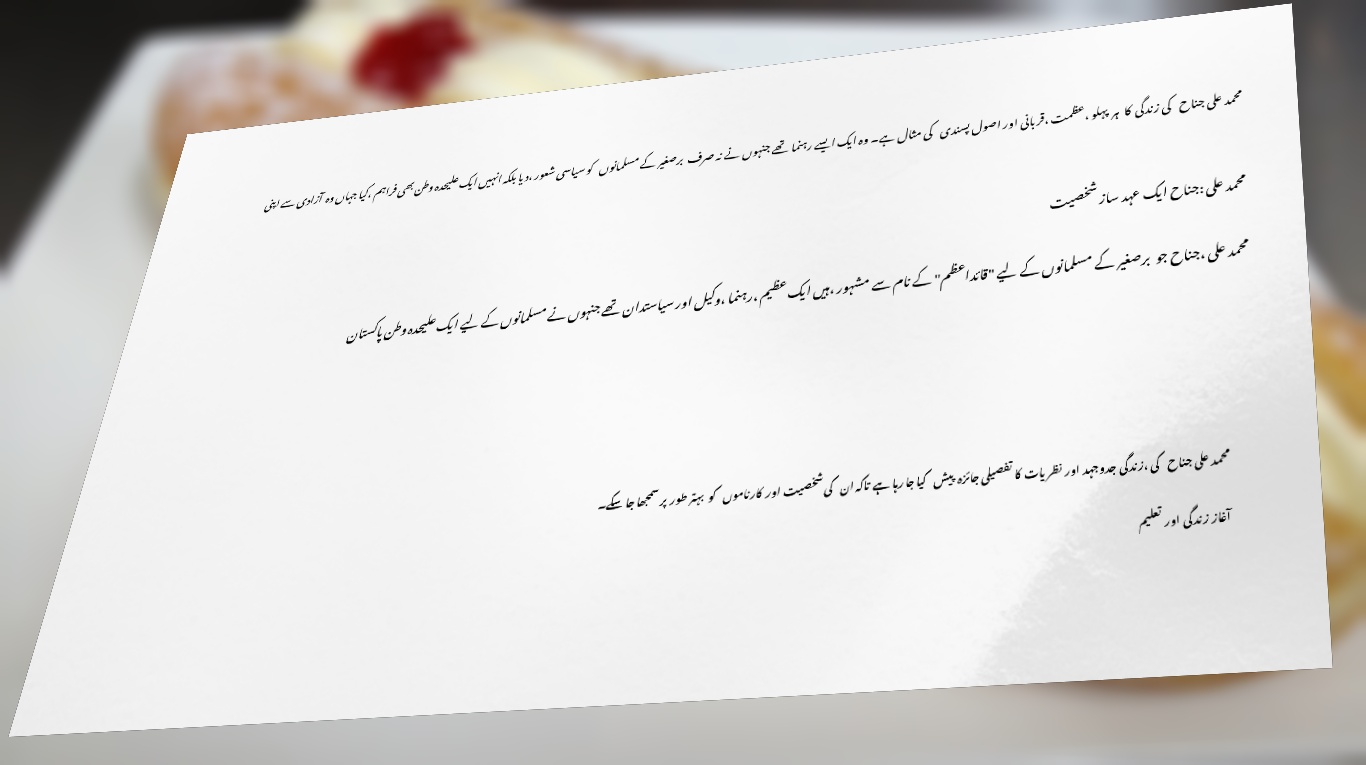 محمد علی جناح کی زندگی کا ہر پہلو ،عظمت ،قربانی اور اصول پسندی کی مثال ہے۔ وہ ایک ایسے رہنما تھے جنہوں نے نہ صرف برصغیر کے مسلمانوں کو سیاسی شعور ،دیا بلکہ انہیں ایک علیحدہ وطن بھی فراہم ،کیا جہاں وہ آزادی سے اپنی
محمد علی :جناح ایک عہد ساز شخصیت
محمد علی ،جناح جو برصغیر کے مسلمانوں کے لیے "قائداعظم" کے نام سے مشہور ،ہیں ایک عظیم ،رہنما ،وکیل اور سیاستدان تھے جنہوں نے مسلمانوں کے لیے ایک علیحدہ وطن پاکستان
محمد علی جناح کی ،زندگی جدوجہد اور نظریات کا تفصیلی جائزہ پیش کیا جا رہا ہے تاکہ ان کی شخصیت اور کارناموں کو بہتر طور پر سمجھا جا سکے۔
آغاز زندگی اور تعلیم